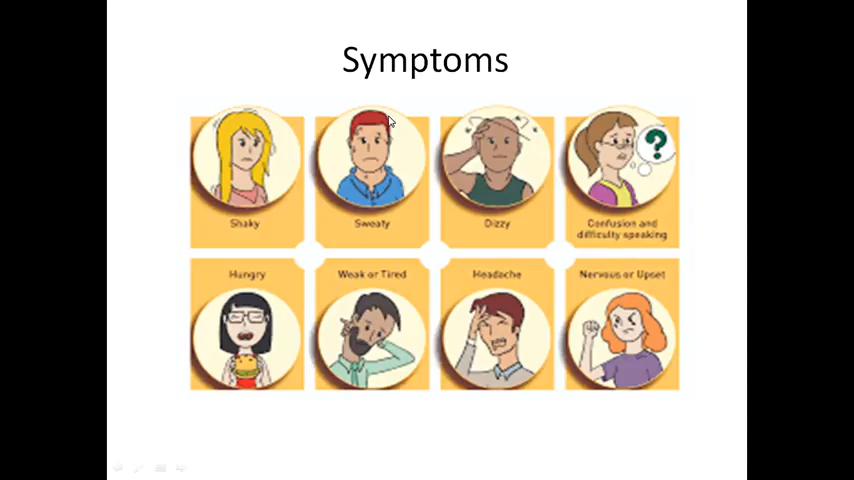 Symptoms
Shaky
Sweaty
Dizzy
Confusion and
difficulty speaking
?
Hungry
Weak or Tired
Headache
Nervous or Upset